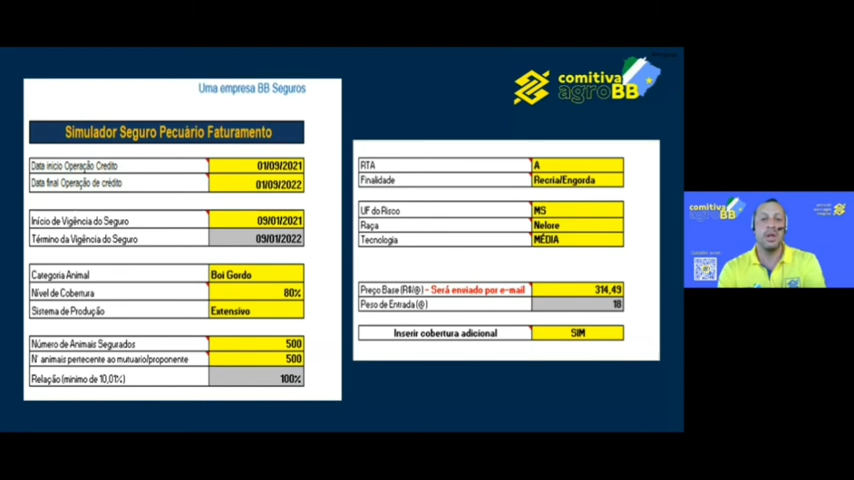 Uma empresa BB Seguros
Simulador Seguro Pecuário Faturamento
Data inicio Operação Credito 01/09/2021
Data final Operação de crédito 01/09/2022
Início de Vigência do Seguro 09/01/2021
Término da Vigência do Seguro 09/01/2022
Categoria Animal Boi Gordo
Nível de Cobertura 80%
Sistema de Produção Extensivo
Número de Animais Segurados 500
N° animais pertecente ao mutuario/proponente 500
Relação (mínimo de 10,01%) 100%
comitiva
agroBB
RTA A
Finalidade Recria/Engorda
UF do Risco MS
Raça Nelore
Tecnologia MÉDIA
Preço Base (R$/@) - Será enviado por e-mail 314,49
Peso de Entrada (@) 18
Inserir cobertura adicional SIM
comitiva
agroBB